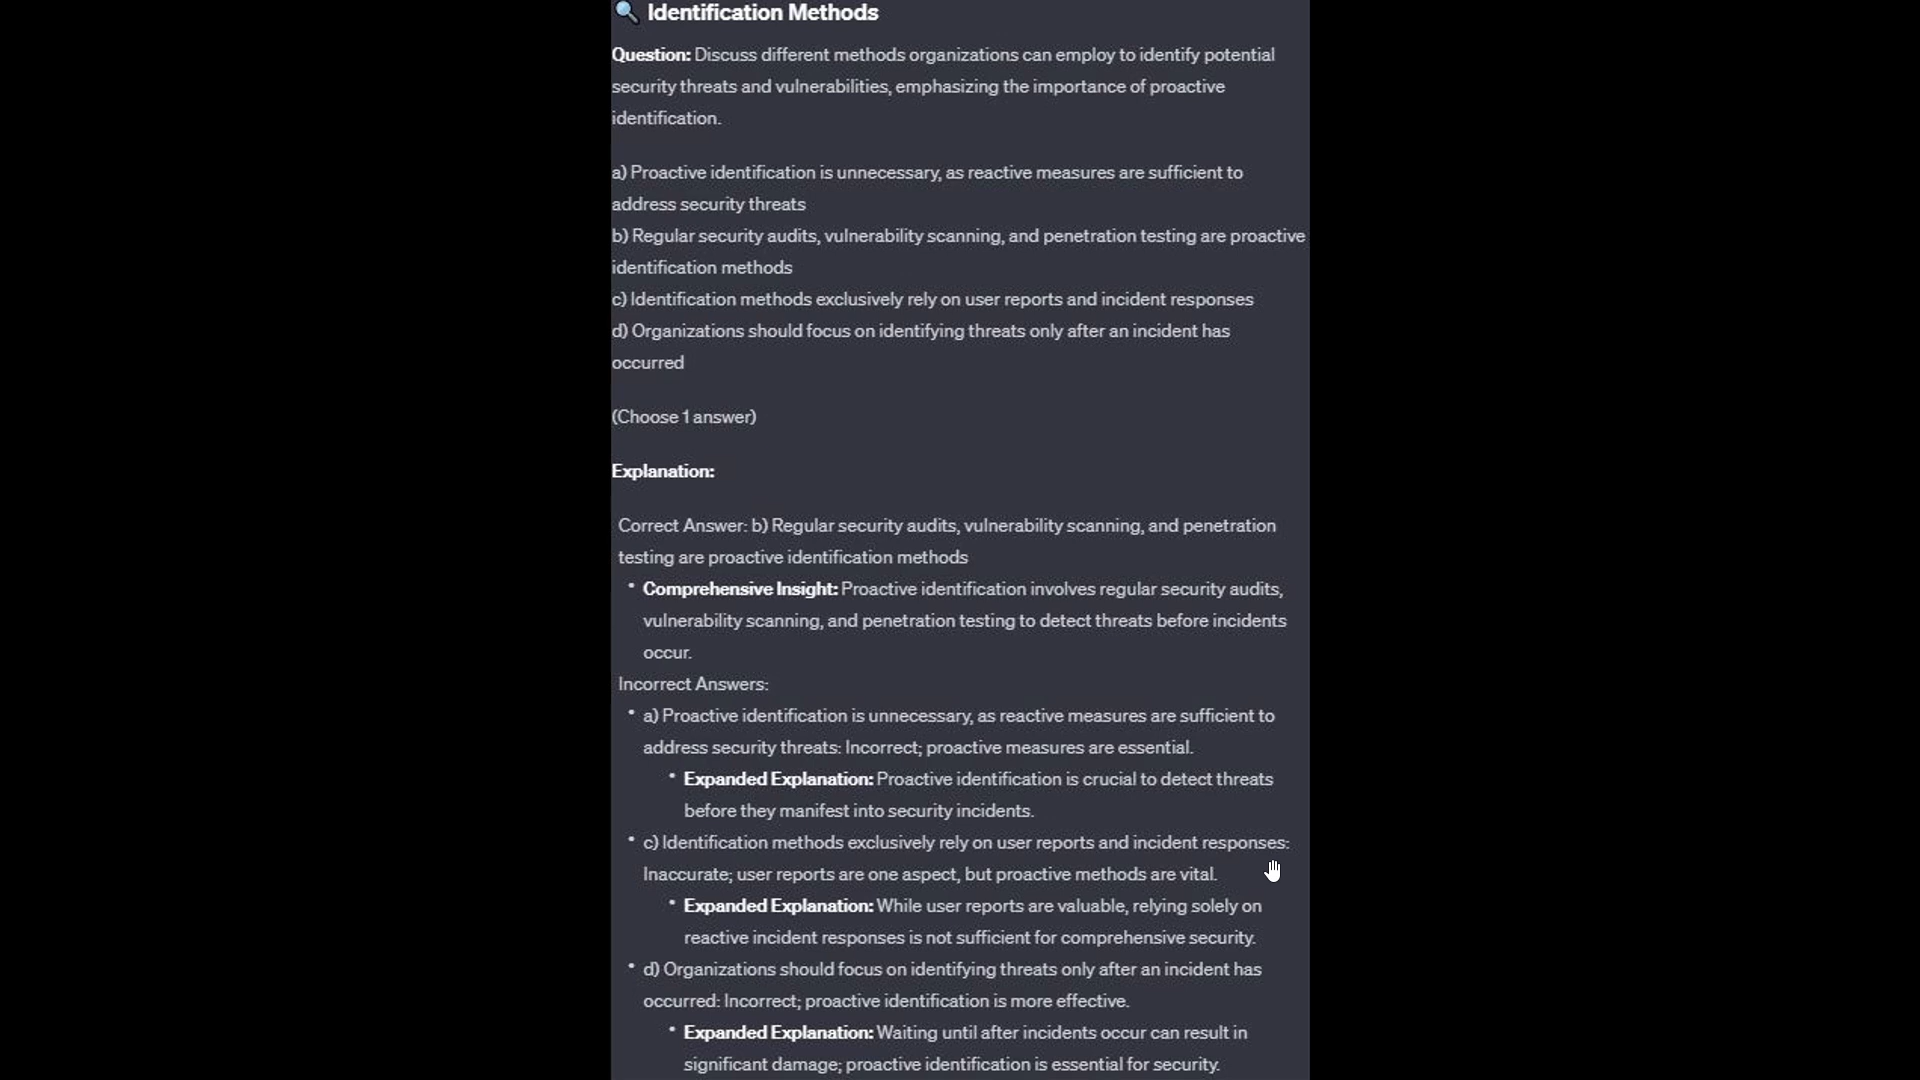 🔍 Identification Methods
Question: Discuss different methods organizations can employ to identify potential
security threats and vulnerabilities, emphasizing the importance of proactive
identification.
a) Proactive identification is unnecessary, as reactive measures are sufficient to
address security threats
b) Regular security audits, vulnerability scanning, and penetration testing are proactive
identification methods
c) Identification methods exclusively rely on user reports and incident responses
d) Organizations should focus on identifying threats only after an incident has
occurred
(Choose 1 answer)
Explanation:
Correct Answer: b) Regular security audits, vulnerability scanning, and penetration
testing are proactive identification methods
• Comprehensive Insight: Proactive identification involves regular security audits,
vulnerability scanning, and penetration testing to detect threats before incidents
occur.
Incorrect Answers:
• a) Proactive identification is unnecessary, as reactive measures are sufficient to
address security threats: Incorrect; proactive measures are essential.
• Expanded Explanation: Proactive identification is crucial to detect threats
before they manifest into security incidents.
• c) Identification methods exclusively rely on user reports and incident responses:
Inaccurate; user reports are one aspect, but proactive methods are vital.
• Expanded Explanation: While user reports are valuable, relying solely on
reactive incident responses is not sufficient for comprehensive security.
• d) Organizations should focus on identifying threats only after an incident has
occurred: Incorrect; proactive identification is more effective.
• Expanded Explanation: Waiting until after incidents occur can result in
significant damage; proactive identification is essential for security.